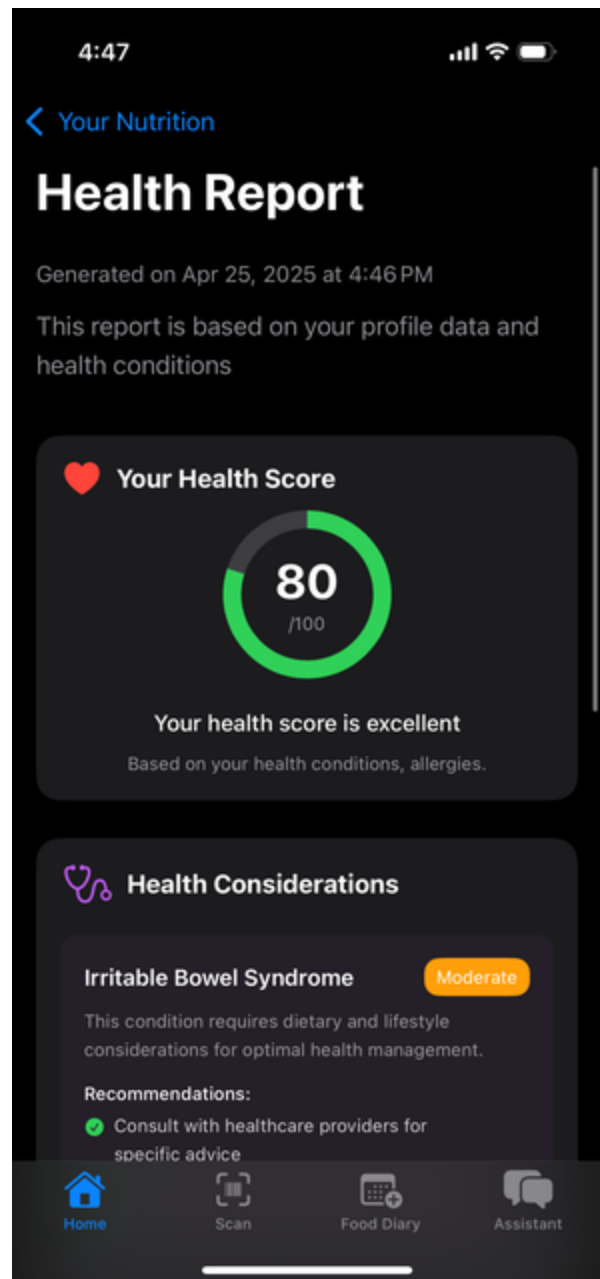 4:47
Your Nutrition
Health Report
Generated on Apr 25, 2025 at 4:46 PM
This report is based on your profile data and
health conditions
Your Health Score
80
/100
Your health score is excellent
Based on your health conditions, allergies.
Health Considerations
Irritable Bowel Syndrome
Moderate
This condition requires dietary and lifestyle
considerations for optimal health management.
Recommendations:
Consult with healthcare providers for
specific advice
Home
Scan
Food Diary
Assistant